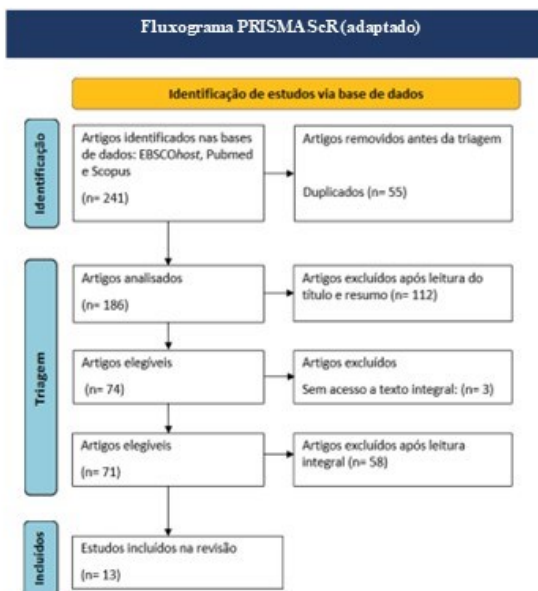 Fluxograma PRISMAScR(adaptado)
Identificação de estudos via base de dados
Identificação
Artigos identificados nas bases
de dados: EBSCOhost, Pubmed
e Scopus
(n= 241)
Artigos removidos antes da triagem
Duplicados (n= 55)
Triagem
Artigos analisados
(n= 186)
Artigos excluídos após leitura do
título e resumo (n= 112)
Artigos elegíveis
(n= 74)
Artigos excluídos
Sem acesso a texto integral: (n= 3)
Artigos elegíveis
(n= 71)
Artigos excluídos após leitura
integral (n= 58)
Incluídos
Estudos incluídos na revisão
(n= 13)